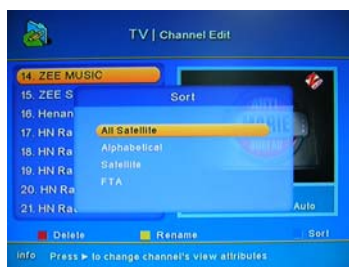 TV | Channel Edit
14. ZEE MUSIC
15. ZEE S
16. Henan
17. HN Ra
18. HN Ra
19. HN Ra
20. HN Ra
21. HN Ra
Sort
All Satellite
Alphabetical
Satellite
FTA
Auto
Delete
Rename
Sort
Info Press ► to change channel's view attributes